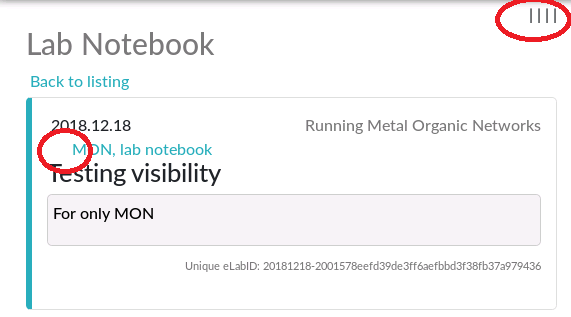 Lab Notebook
Back to listing
2018.12.18 Running Metal Organic Networks
MON, lab notebook
Testing visibility
For only MON
Unique eLabID: 20181218-2001578eefd39de3ff6aefbbd3f38fb37a979436